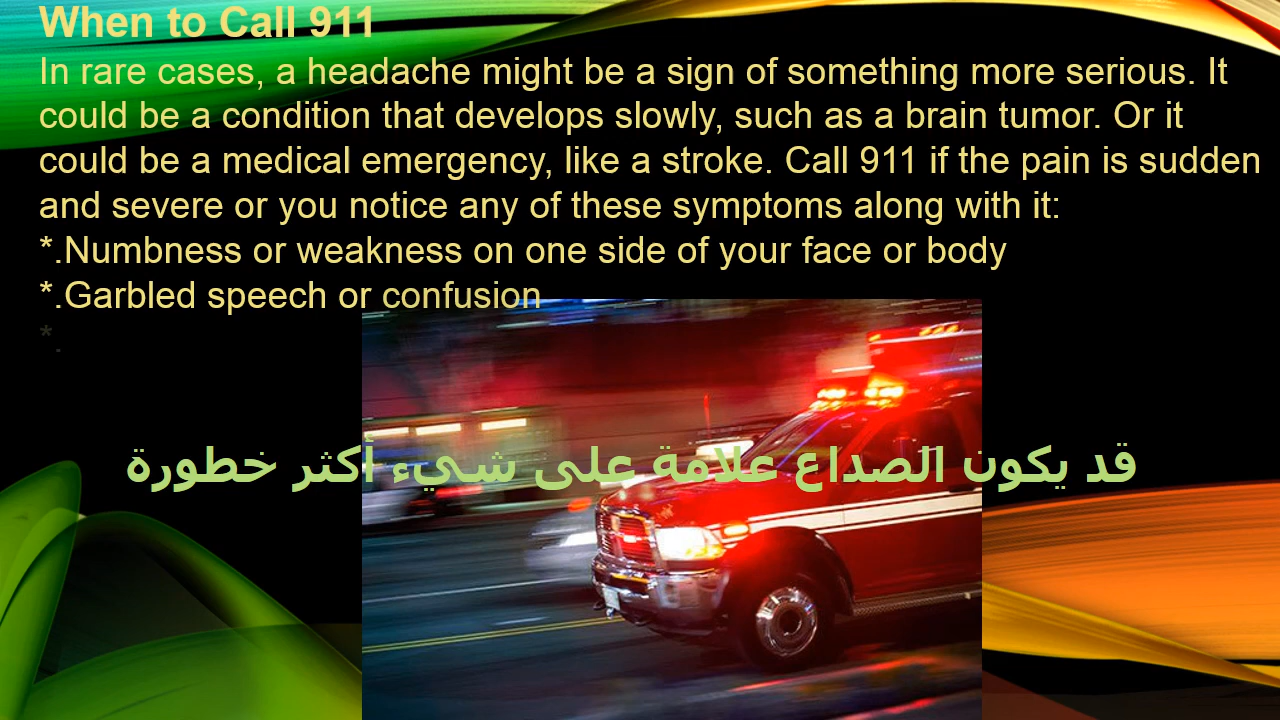 When to Call 911
In rare cases, a headache might be a sign of something more serious. It
could be a condition that develops slowly, such as a brain tumor. Or it
could be a medical emergency, like a stroke. Call 911 if the pain is sudden
and severe or you notice any of these symptoms along with it:
*.Numbness or weakness on one side of your face or body
*.Garbled speech or confusion
*.
قد يكون الصداع علامة على شيء أكثر خطورة